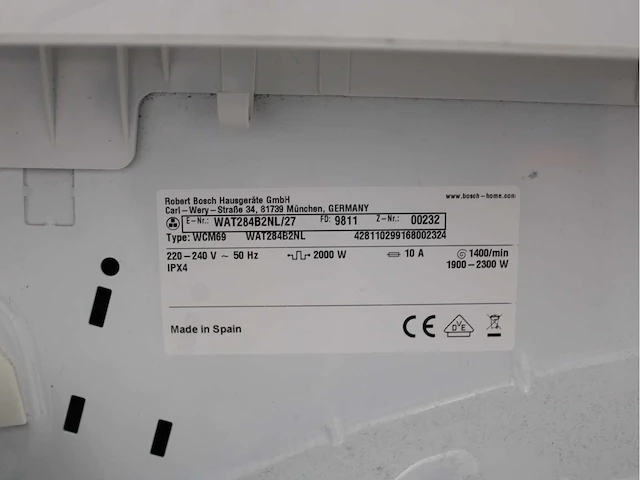 Robert Bosch Hausgeräte GmbH www.bosch-home.com
Carl-Wery-Straße 34, 81739 München, GERMANY
E-Nr.: WAT284B2NL/27 FD: 9811 Z-Nr.: 00232
Type: WCM69 WAT284B2NL 428110299168002324
220-240 V ~ 50 Hz 2000 W 10 A 1400/min
IPX4 1900-2300 W
Made in Spain CE VDE